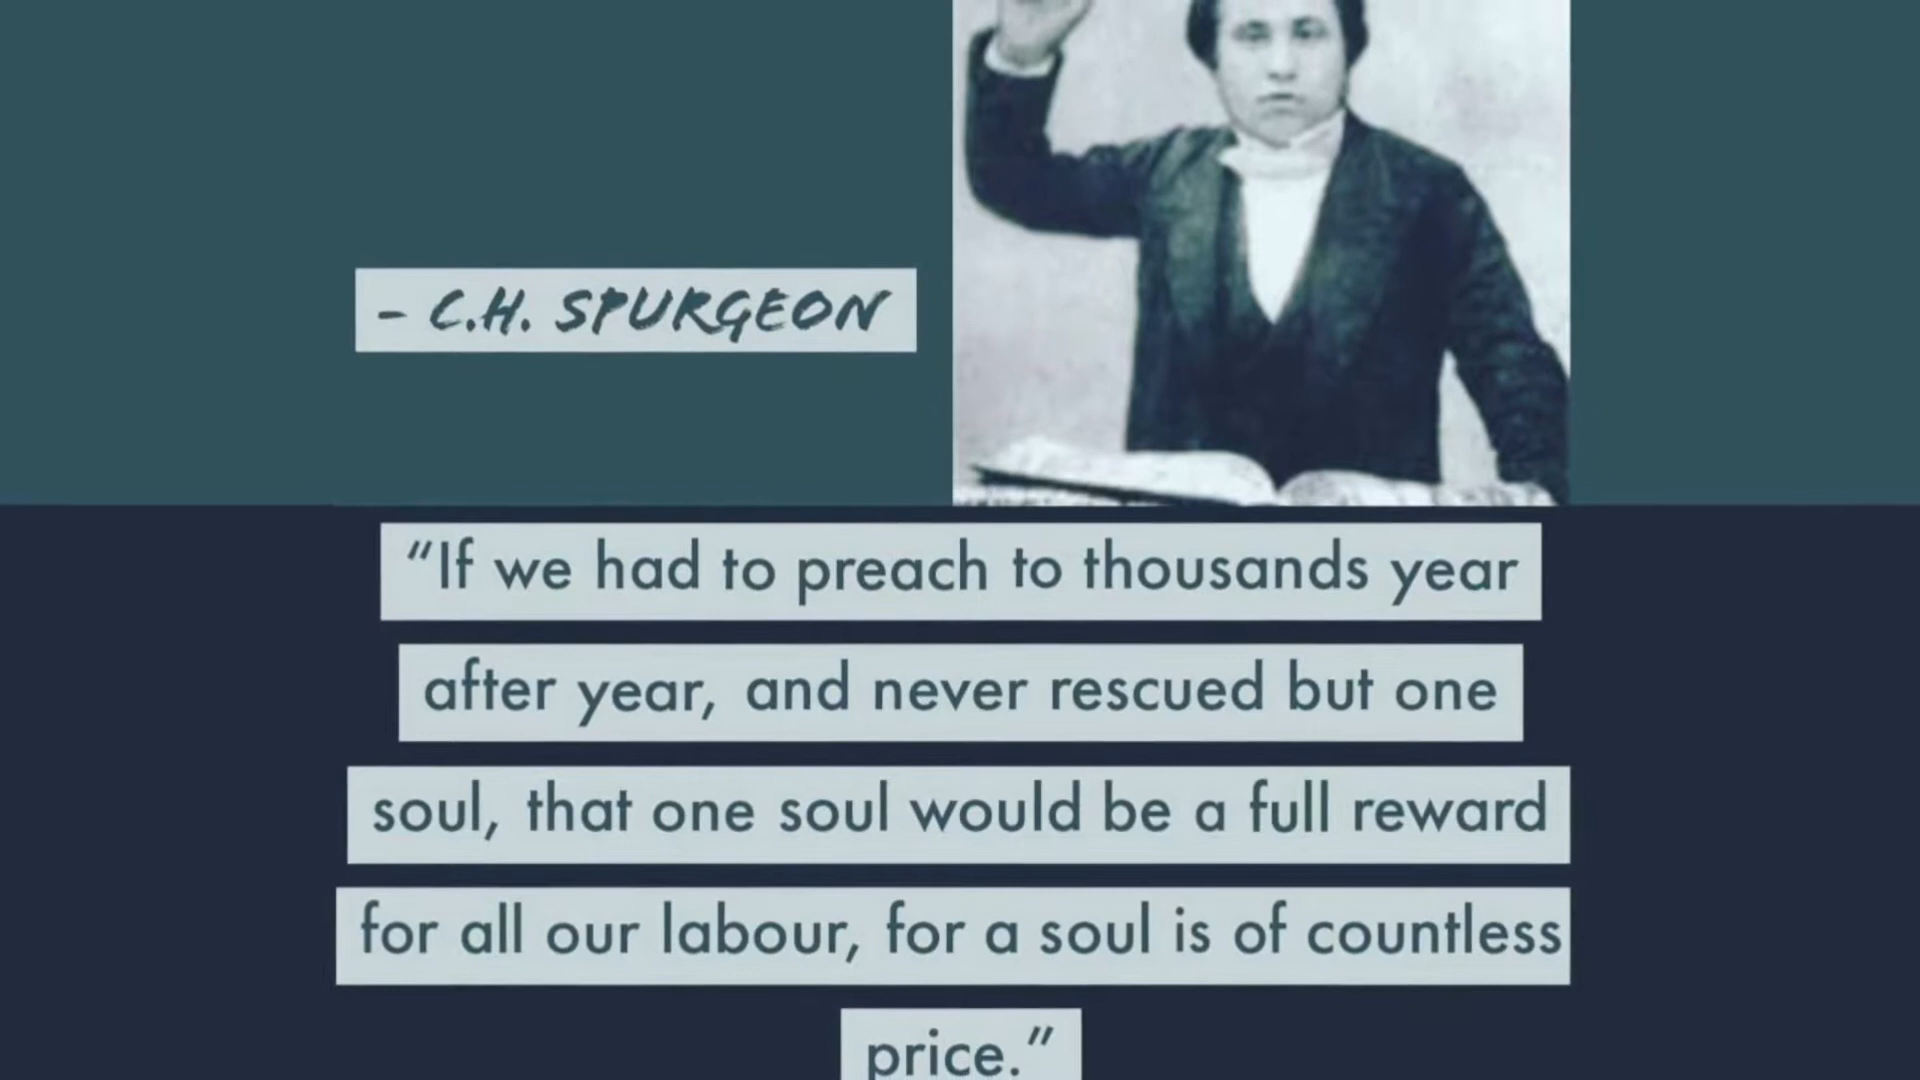 - C.H. SPURGEON
“If we had to preach to thousands year
after year, and never rescued but one
soul, that one soul would be a full reward
for all our labour, for a soul is of countless
price.”